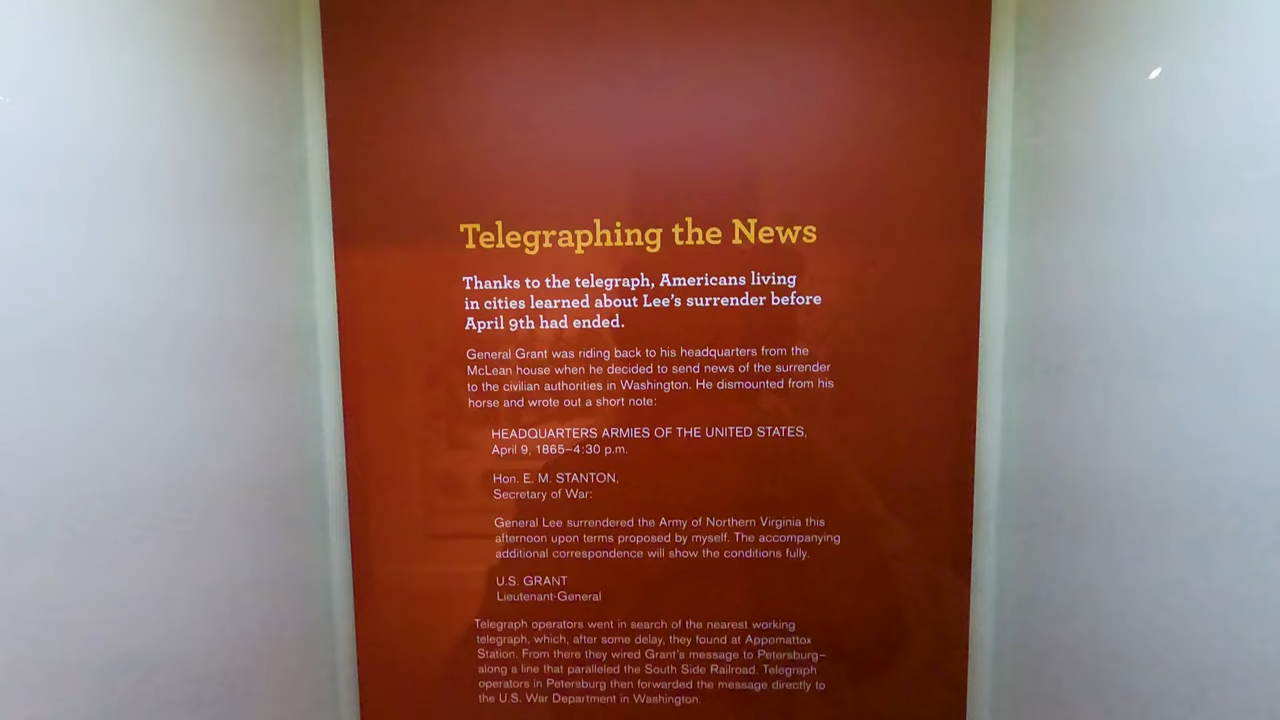 Telegraphing the News
Thanks to the telegraph, Americans living
in cities learned about Lee's surrender before
April 9th had ended.
General Grant was riding back to his headquarters from the
McLean house when he decided to send news of the surrender
to the civilian authorities in Washington. He dismounted from his
horse and wrote out a short note:
HEADQUARTERS ARMIES OF THE UNITED STATES,
April 9, 1865–4:30 p.m.
Hon. E. M. STANTON,
Secretary of War:
General Lee surrendered the Army of Northern Virginia this
afternoon upon terms proposed by myself. The accompanying
additional correspondence will show the conditions fully.
U.S. GRANT
Lieutenant-General
Telegraph operators went in search of the nearest working
telegraph, which, after some delay, they found at Appomattox
Station. From there they wired Grant's message to Petersburg–
along a line that paralleled the South Side Railroad. Telegraph
operators in Petersburg then forwarded the message directly to
the U.S. War Department in Washington.